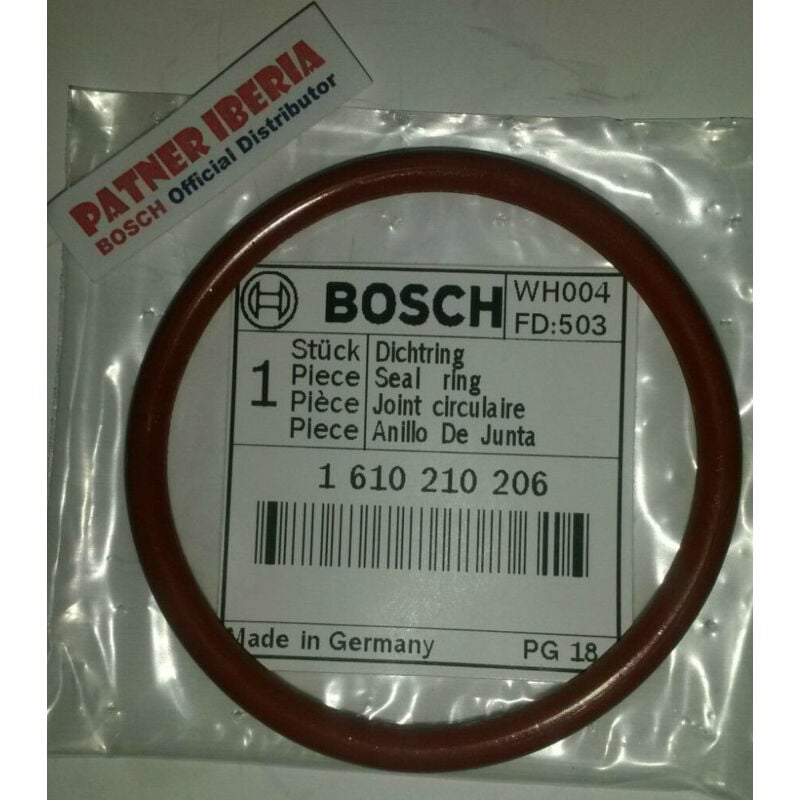 PATNER IBERIA
BOSCH Official Distributor
BOSCH
WH004
FD:503
1
Stück Dichtring
Piece Seal ring
Pièce Joint circulaire
Piece Anillo De Junta
1 610 210 206
Made in Germany
PG 18